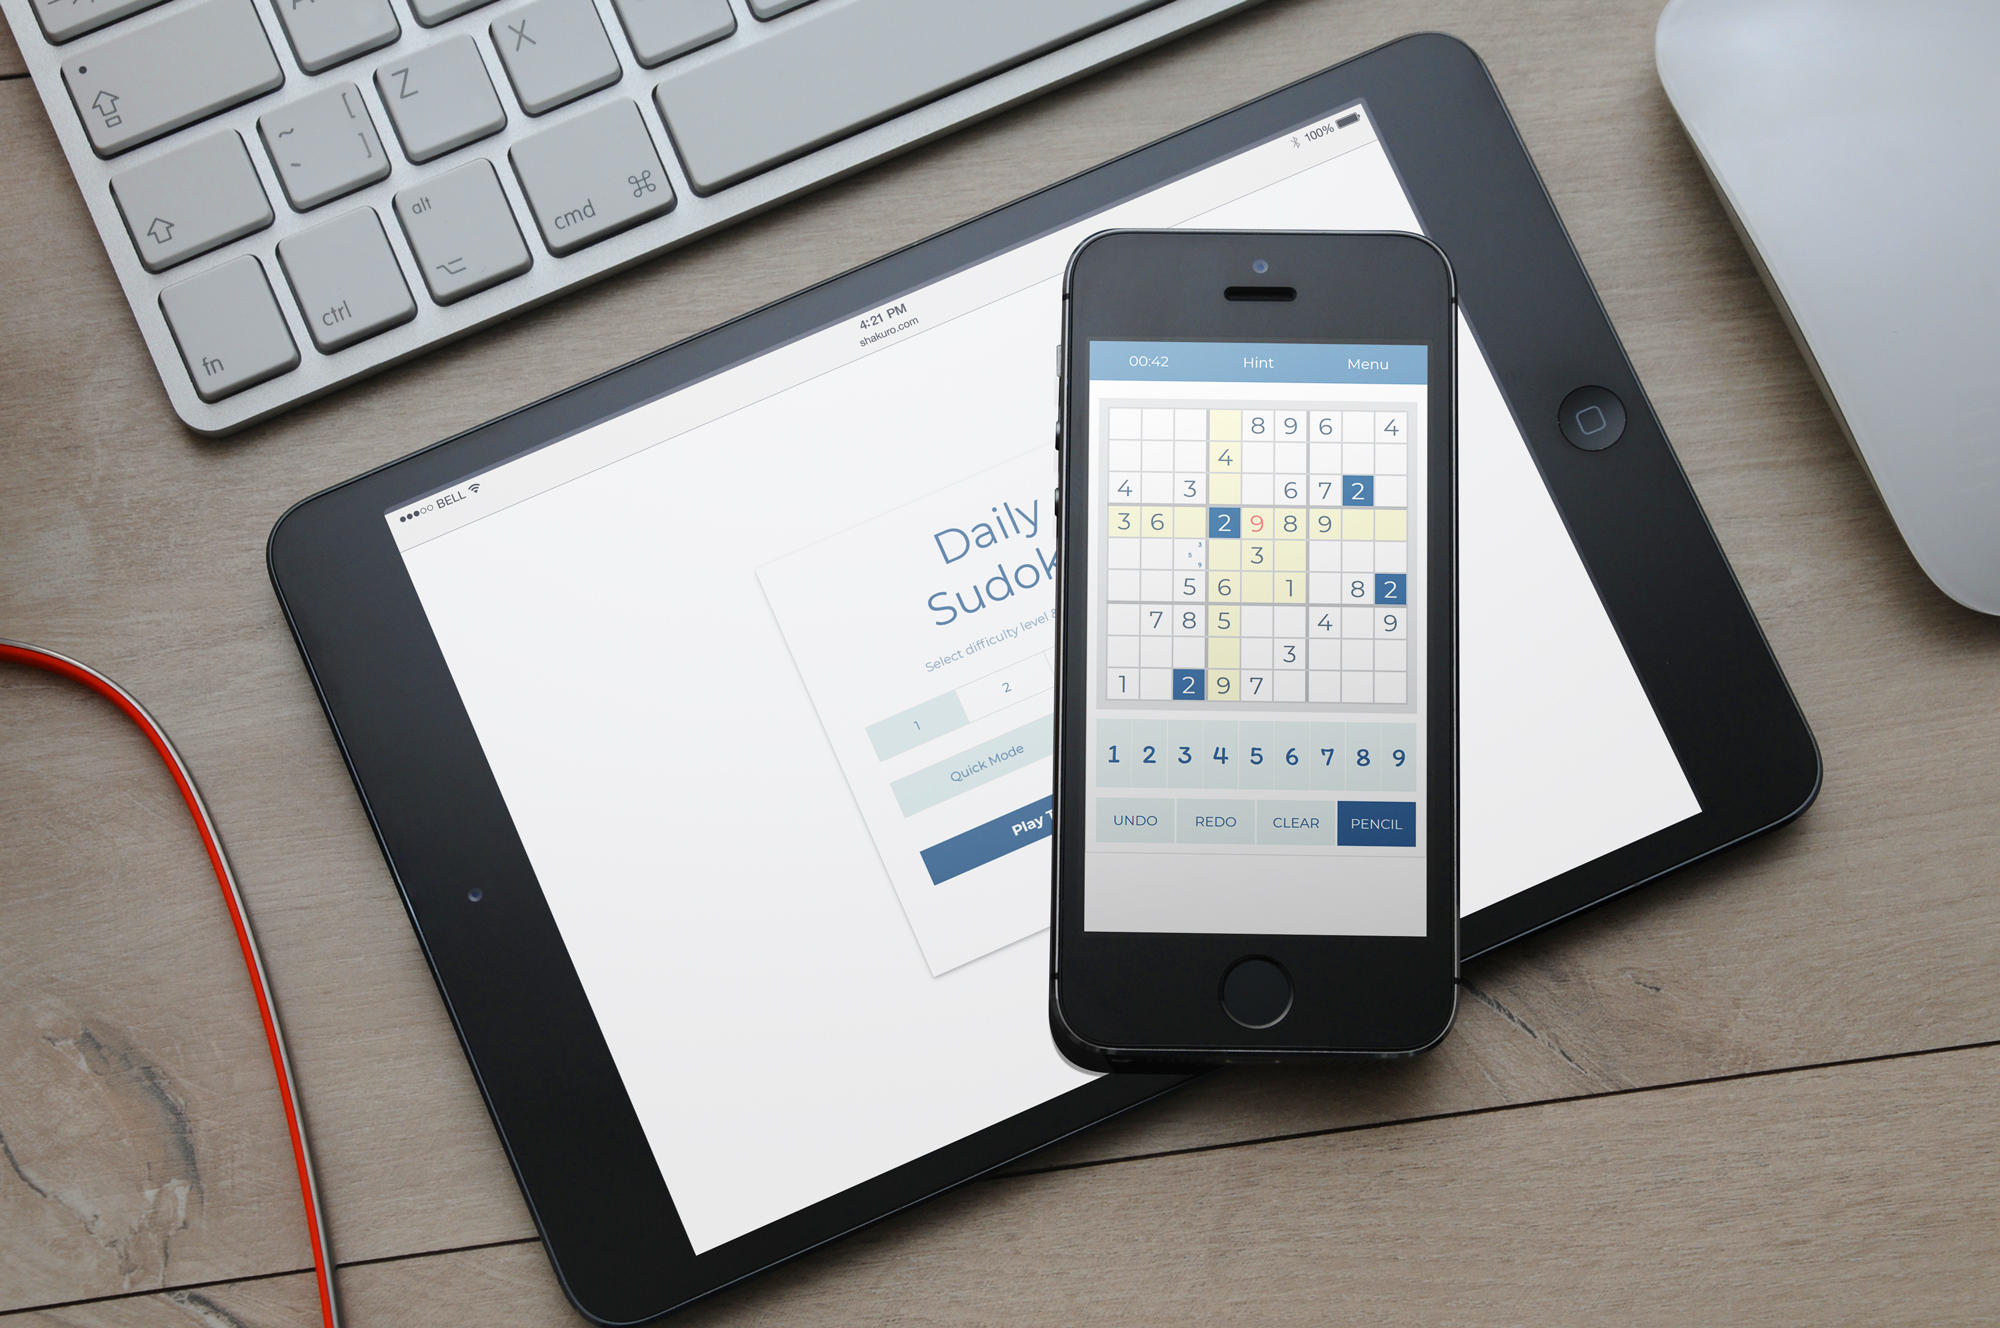 Z
X
~
[
]
alt
cmd
ctrl
fn
100%
4:21 PM
shakuro.com
BELL
Daily
Sudok
Select difficulty level &
1
2
Quick Mode
Play T
00:42 Hint Menu
8 9 6 4
4
4 3 6 7 2
3 6 2 9 8 9
3
5
9
3
5 6 1 8 2
7 8 5 4 9
3
1 2 9 7
1 2 3 4 5 6 7 8 9
UNDO REDO CLEAR PENCIL